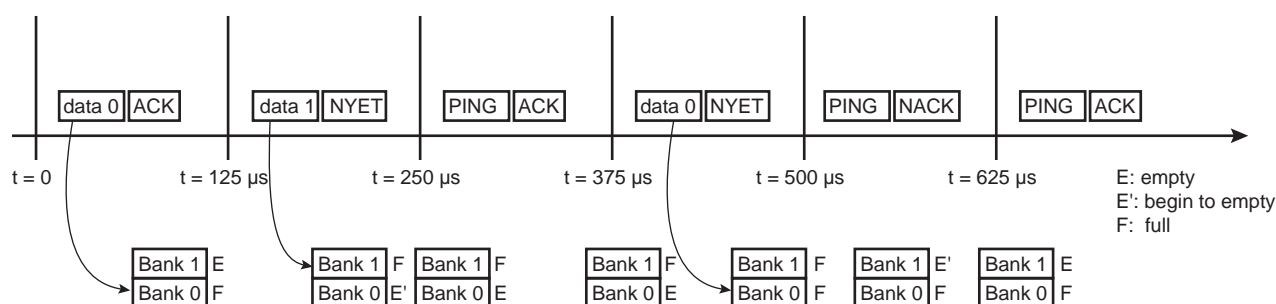 data 0 ACK data 1 NYET PING ACK data 0 NYET PING NACK PING ACK
t = 0 t = 125 µs t = 250 µs t = 375 µs t = 500 µs t = 625 µs
E: empty
E': begin to empty
F: full
Bank 1 E Bank 1 F Bank 1 F Bank 1 F Bank 1 F Bank 1 E' Bank 1 E
Bank 0 F Bank 0 E' Bank 0 E Bank 0 E Bank 0 F Bank 0 F Bank 0 F